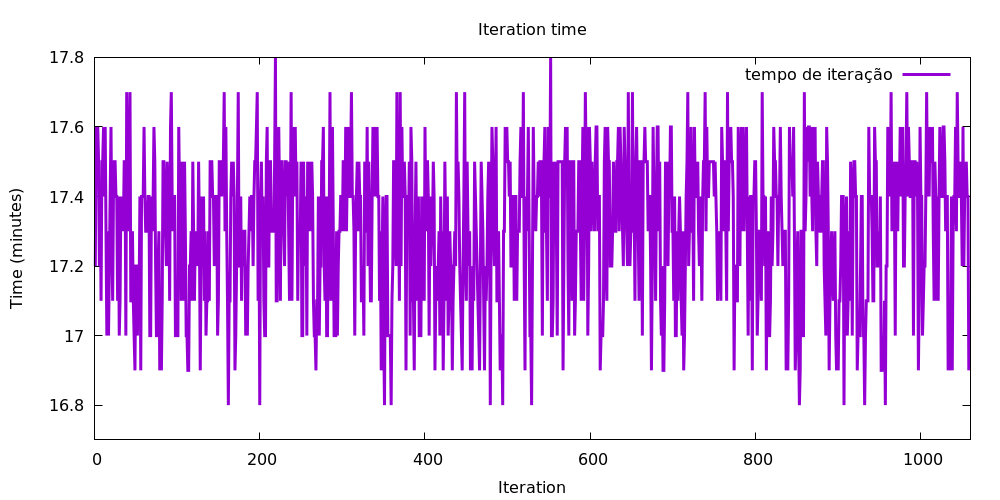 Iteration time
tempo de iteração
Time (minutes)
17.8
17.6
17.4
17.2
17
16.8
0 200 400 600 800 1000
Iteration